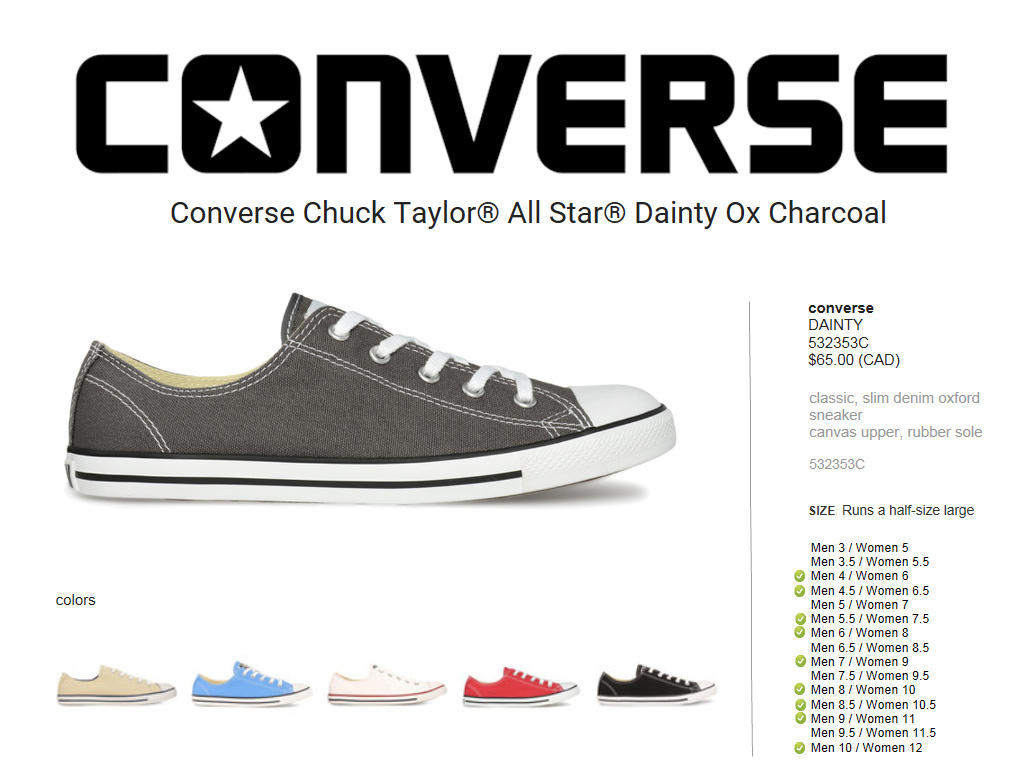 CONVERSE
Converse Chuck Taylor® All Star® Dainty Ox Charcoal
converse
DAINTY
532353C
$65.00 (CAD)
classic, slim denim oxford
sneaker
canvas upper, rubber sole
532353C
SIZE: Runs a half-size large
Men 3 / Women 5
Men 3.5 / Women 5.5
Men 4 / Women 6
Men 4.5 / Women 6.5
Men 5 / Women 7
Men 5.5 / Women 7.5
Men 6 / Women 8
Men 6.5 / Women 8.5
Men 7 / Women 9
Men 7.5 / Women 9.5
Men 8 / Women 10
Men 8.5 / Women 10.5
Men 9 / Women 11
Men 9.5 / Women 11.5
Men 10 / Women 12
colors